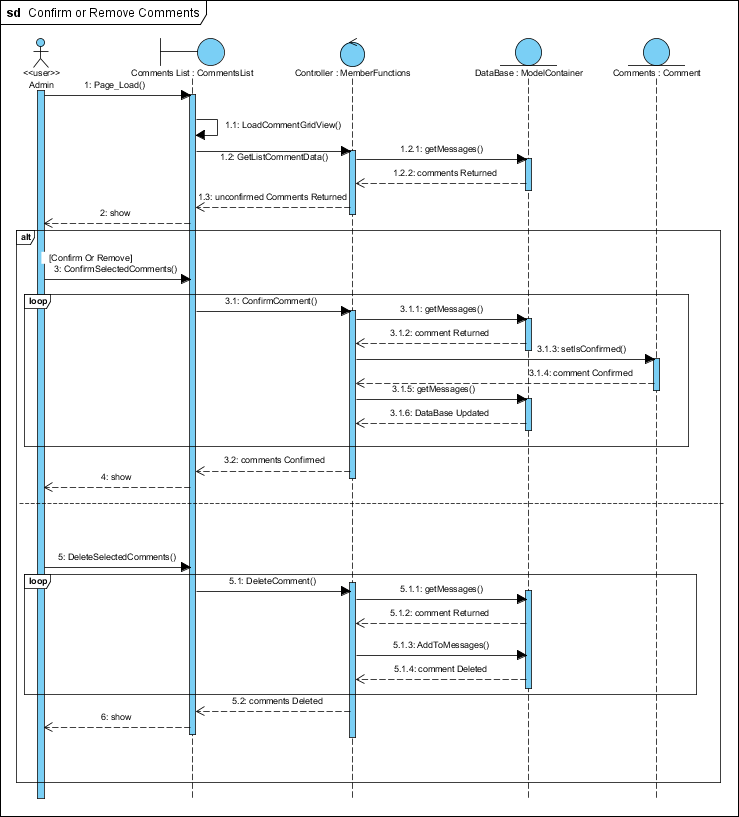 sd Confirm or Remove Comments
<<user>>
Admin
Comments List : CommentsList
Controller : MemberFunctions
DataBase : ModelContainer
Comments : Comment
1: Page_Load()
1.1: LoadCommentGridView()
1.2: GetListCommentData()
1.2.1: getMessages()
1.2.2: comments Returned
1.3: unconfirmed Comments Returned
2: show
alt
[Confirm Or Remove]
3: ConfirmSelectedComments()
loop
3.1: ConfirmComment()
3.1.1: getMessages()
3.1.2: comment Returned
3.1.3: setIsConfirmed()
3.1.4: comment Confirmed
3.1.5: getMessages()
3.1.6: DataBase Updated
3.2: comments Confirmed
4: show
5: DeleteSelectedComments()
loop
5.1: DeleteComment()
5.1.1: getMessages()
5.1.2: comment Returned
5.1.3: AddToMessages()
5.1.4: comment Deleted
5.2: comments Deleted
6: show